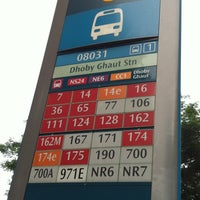 08031 1
Dhoby Ghaut Stn
NS24 NE6 CC1 Dhoby Ghaut
7 14 14e 16
36 65 77 106
111 124 128 162
162M 167 171 174
174e 175 190 700
700A 971E NR6 NR7